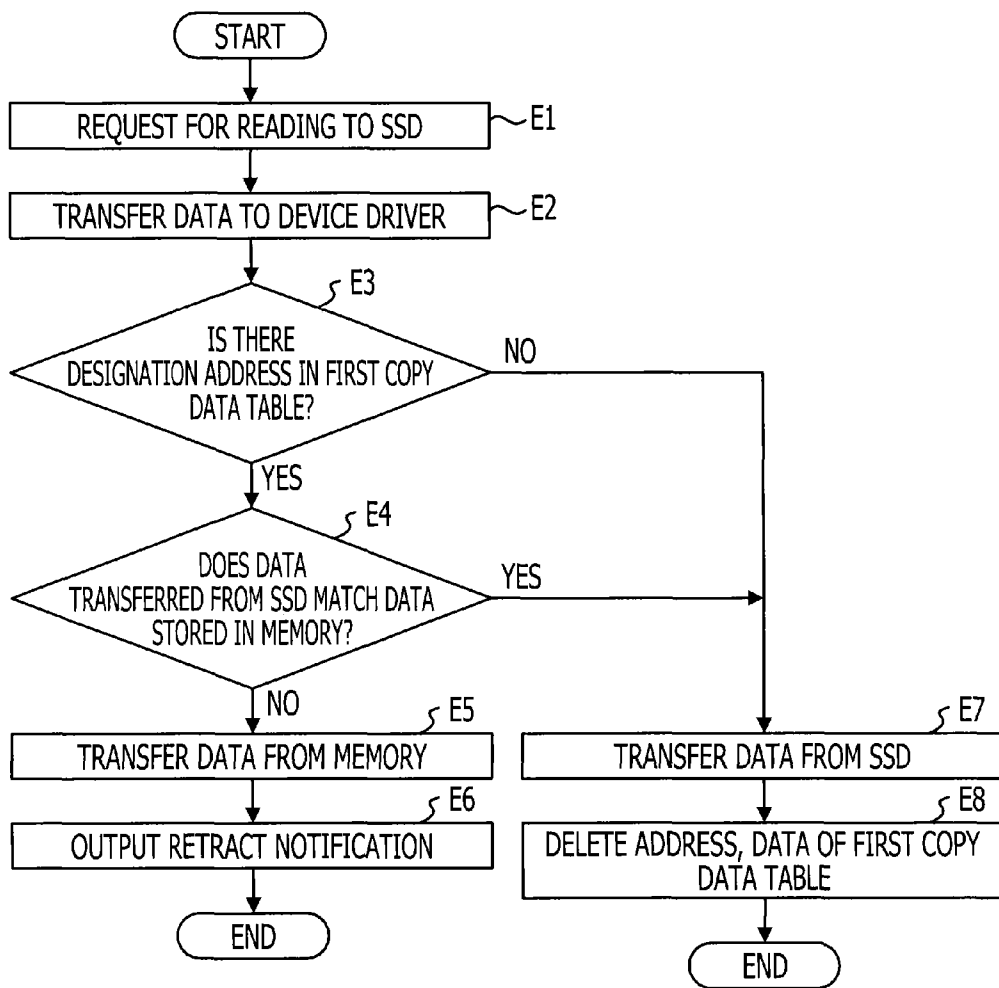 START
REQUEST FOR READING TO SSD
E1
TRANSFER DATA TO DEVICE DRIVER
E2
E3
IS THERE
DESIGNATION ADDRESS IN FIRST COPY
DATA TABLE?
NO
YES
E4
DOES DATA
TRANSFERRED FROM SSD MATCH DATA
STORED IN MEMORY?
YES
NO
E5
TRANSFER DATA FROM MEMORY
E6
OUTPUT RETRACT NOTIFICATION
END
E7
TRANSFER DATA FROM SSD
E8
DELETE ADDRESS, DATA OF FIRST COPY
DATA TABLE
END